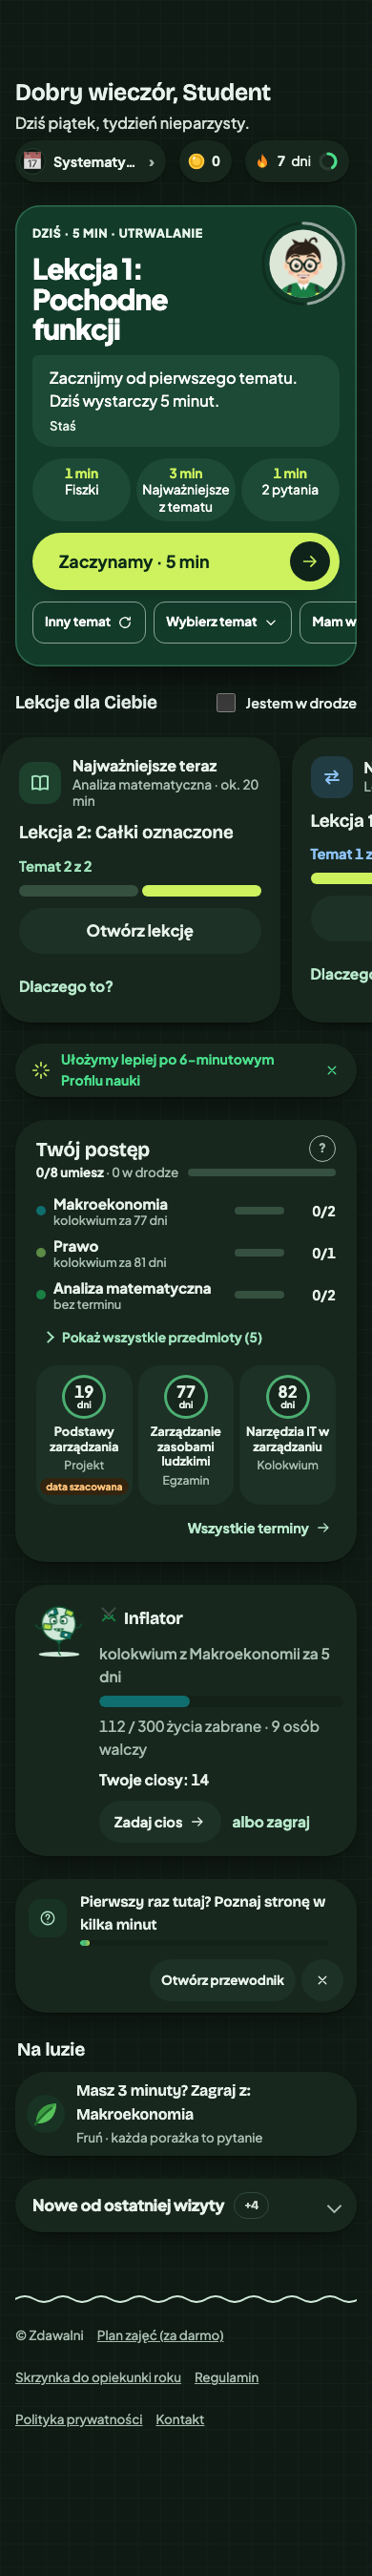 Dobry wieczór, Student
Dziś piątek, tydzień nieparzysty.
17 Systematy... › 0 7 dni
DZIŚ · 5 MIN · UTRWALANIE
Lekcja 1:
Pochodne
funkcji
Zacznijmy od pierwszego tematu.
Dziś wystarczy 5 minut.
Staś
1 min 3 min 1 min
Fiszki Najważniejsze 2 pytania
z tematu
Zaczynamy · 5 min →
Inny temat Wybierz temat Mam w
Lekcje dla Ciebie Jestem w drodze
Najważniejsze teraz N
Analiza matematyczna · ok. 20 L
min
Lekcja 2: Całki oznaczone Lekcja 1
Temat 2 z 2 Temat 1 z
Otwórz lekcję
Dlaczego to? Dlaczego
Ułożymy lepiej po 6-minutowym
Profilu nauki ×
Twój postęp ?
0/8 umiesz · 0 w drodze
Makroekonomia 0/2
kolokwium za 77 dni
Prawo 0/1
kolokwium za 81 dni
Analiza matematyczna 0/2
bez terminu
Pokaż wszystkie przedmioty (5)
19 77 82
dni dni dni
Podstawy Zarządzanie Narzędzia IT w
zarządzania zasobami zarządzaniu
ludzkimi
Projekt Egzamin Kolokwium
data szacowana
Wszystkie terminy →
Inflator
kolokwium z Makroekonomii za 5
dni
112 / 300 życia zabrane · 9 osób
walczy
Twoje ciosy: 14
Zadaj cios → albo zagraj
Pierwszy raz tutaj? Poznaj stronę w
kilka minut
Otwórz przewodnik ×
Na luzie
Masz 3 minuty? Zagraj z:
Makroekonomia
Fruń · każda porażka to pytanie
Nowe od ostatniej wizyty +4
© Zdawalni Plan zajęć (za darmo)
Skrzynka do opiekunki roku Regulamin
Polityka prywatności Kontakt